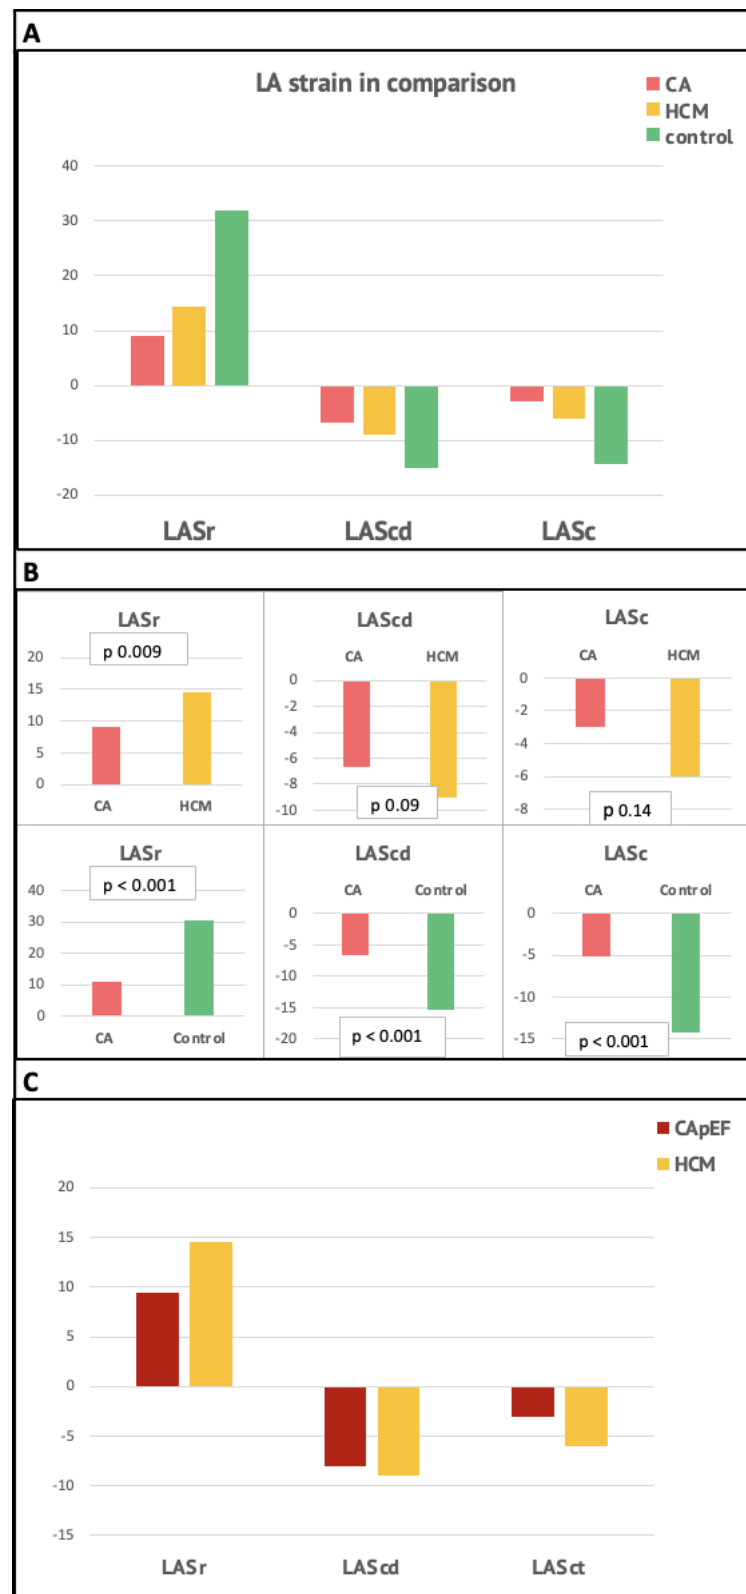 A
LA strain in comparison
CA
HCM
control
40
30
20
10
0
-10
-20
LASr
LAScd
LASc
B
LASr
p 0.009
20
15
10
5
0
CA
HCM
LAScd
CA
HCM
0
-2
-4
-6
-8
-10
p 0.09
LASc
CA
HCM
0
-2
-4
-6
-8
p 0.14
LASr
p < 0.001
40
30
20
10
0
CA
Control
LAScd
CA
Control
0
-5
-10
-15
-20
p < 0.001
LASc
CA
Control
0
-5
-10
-15
p < 0.001
C
CApEF
HCM
20
15
10
5
0
-5
-10
-15
LASr
LAScd
LASct